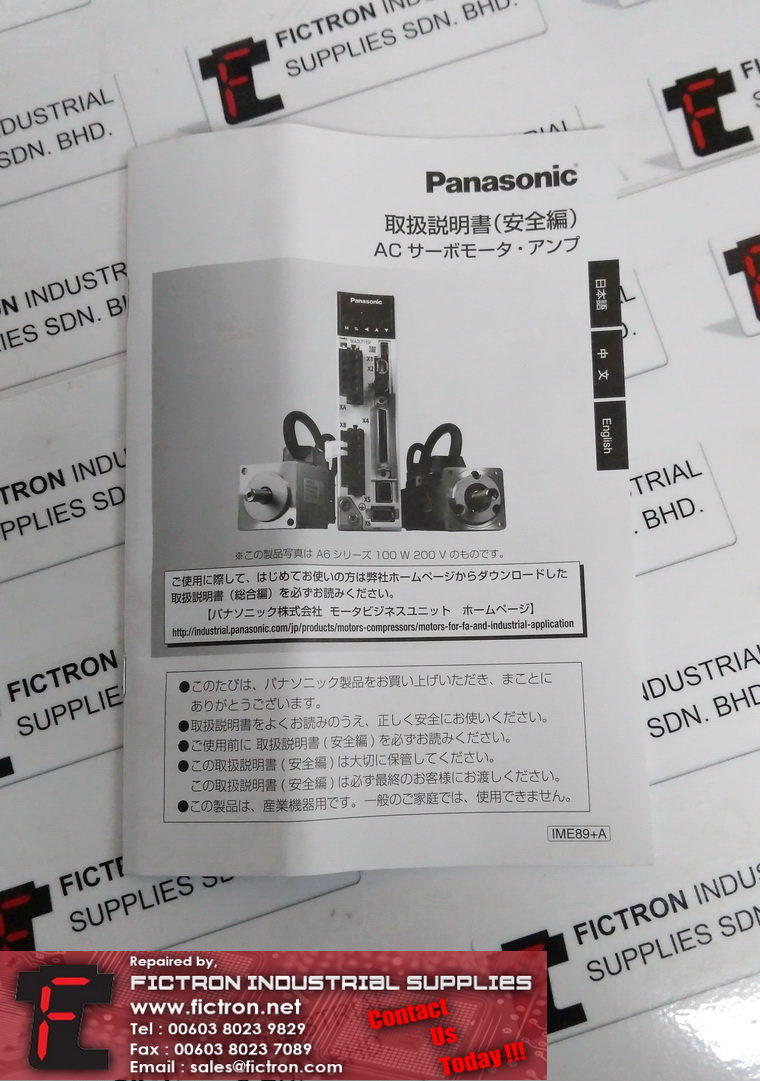 FICTRON INDUSTRIAL
SUPPLIES SDN. BHD.
Panasonic
取扱説明書(安全編)
AC サーボモータ・アンプ
日本語
中文
English
Panasonic
X1
X2
XA
X4
XB
X5
X6
※この製品写真は A6 シリーズ 100 W 200 V のものです。
ご使用に際して、はじめてお使いの方は弊社ホームページからダウンロードした
取扱説明書(総合編)を必ずお読みください。
【パナソニック株式会社 モータビジネスユニット ホームページ】
http://industrial.panasonic.com/jp/products/motors-compressors/motors-for-fa-and-industrial-application
●このたびは、パナソニック製品をお買い上げいただき、まことに
ありがとうございます。
●取扱説明書をよくお読みのうえ、正しく安全にお使いください。
●ご使用前に 取扱説明書 ( 安全編 ) を必ずお読みください。
●この取扱説明書 ( 安全編 ) は大切に保管してください。
この取扱説明書 ( 安全編 ) は必ず最終のお客様にお渡しください。
●この製品は、産業機器用です。一般のご家庭では、使用できません。
IME89+A
FICTRON INDUS
SUPPLIES SDN
Repaired by,
FICTRON INDUSTRIAL SUPPLIES
www.fictron.net
Tel : 00603 8023 9829
Fax : 00603 8023 7089
Email : sales@fictron.com
Contact
Us
Today !!!